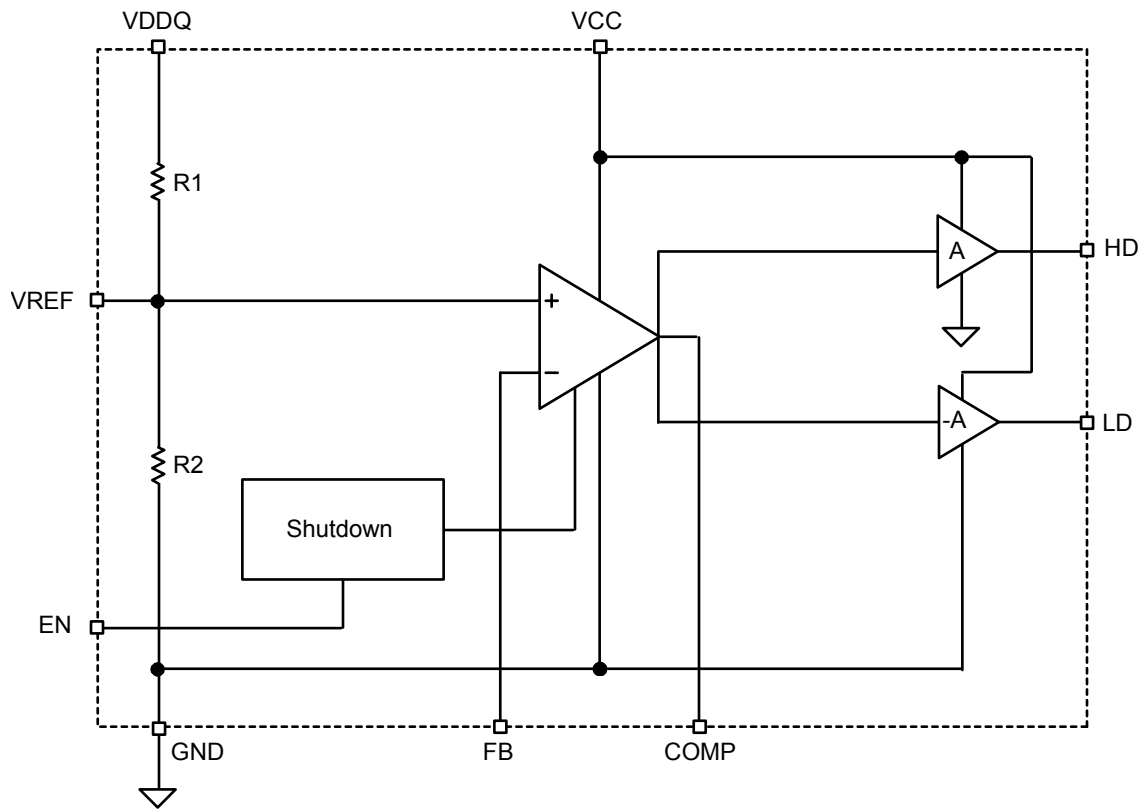 VDDQ
VCC
R1
A
HD
VREF
+
−
-A
LD
R2
Shutdown
EN
GND
FB
COMP